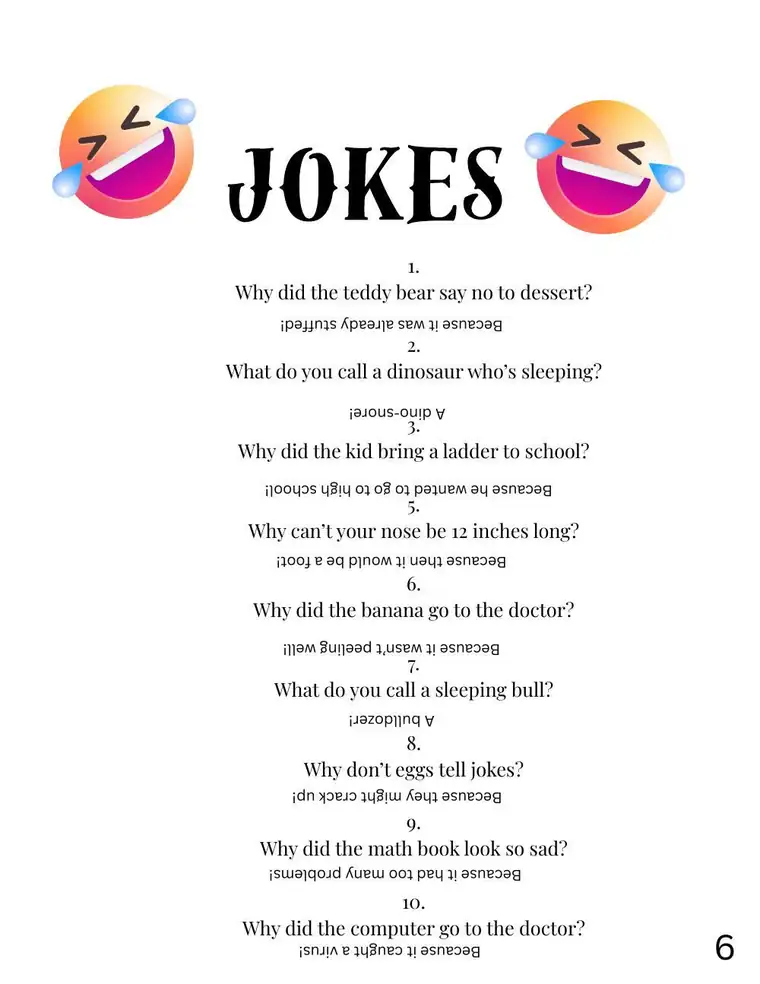 JOKES
1.
Why did the teddy bear say no to dessert?
Because it was already stuffed!
2.
What do you call a dinosaur who’s sleeping?
A dino-snore!
3.
Why did the kid bring a ladder to school?
Because he wanted to go to high school!
5.
Why can’t your nose be 12 inches long?
Because then it would be a foot!
6.
Why did the banana go to the doctor?
Because it wasn't peeling well!
7.
What do you call a sleeping bull?
A bulldozer!
8.
Why don’t eggs tell jokes?
Because they might crack up!
9.
Why did the math book look so sad?
Because it had too many problems!
10.
Why did the computer go to the doctor?
Because it caught a virus!
6